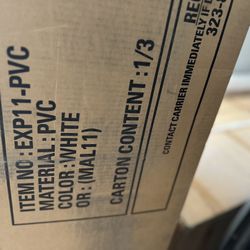 ITEM NO : EXP11-PVC
MATERIAL : PVC
COLOR : WHITE
OR : (MAL11)
CARTON CONTENT : 1/3
CONTACT CARRIER IMMEDIATELY IF
323-